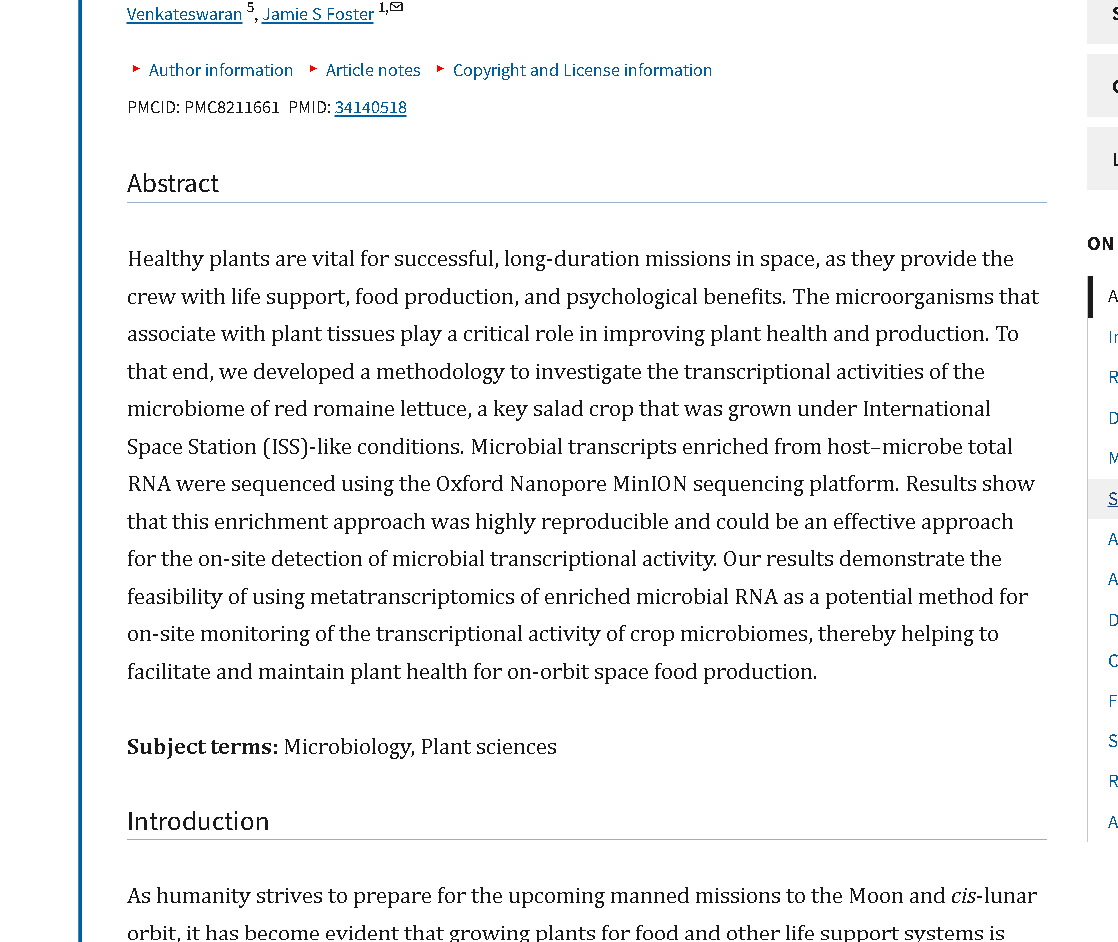 Venkateswaran 5, Jamie S Foster 1,✉
Author information Article notes Copyright and License information
PMCID: PMC8211661 PMID: 34140518
Abstract
Healthy plants are vital for successful, long-duration missions in space, as they provide the
crew with life support, food production, and psychological benefits. The microorganisms that
associate with plant tissues play a critical role in improving plant health and production. To
that end, we developed a methodology to investigate the transcriptional activities of the
microbiome of red romaine lettuce, a key salad crop that was grown under International
Space Station (ISS)-like conditions. Microbial transcripts enriched from host–microbe total
RNA were sequenced using the Oxford Nanopore MinION sequencing platform. Results show
that this enrichment approach was highly reproducible and could be an effective approach
for the on-site detection of microbial transcriptional activity. Our results demonstrate the
feasibility of using metatranscriptomics of enriched microbial RNA as a potential method for
on-site monitoring of the transcriptional activity of crop microbiomes, thereby helping to
facilitate and maintain plant health for on-orbit space food production.
Subject terms: Microbiology, Plant sciences
Introduction
As humanity strives to prepare for the upcoming manned missions to the Moon and cis-lunar
orbit, it has become evident that growing plants for food and other life support systems is
ON
A
R
D
M
S
A
A
D
C
F
S
R
A